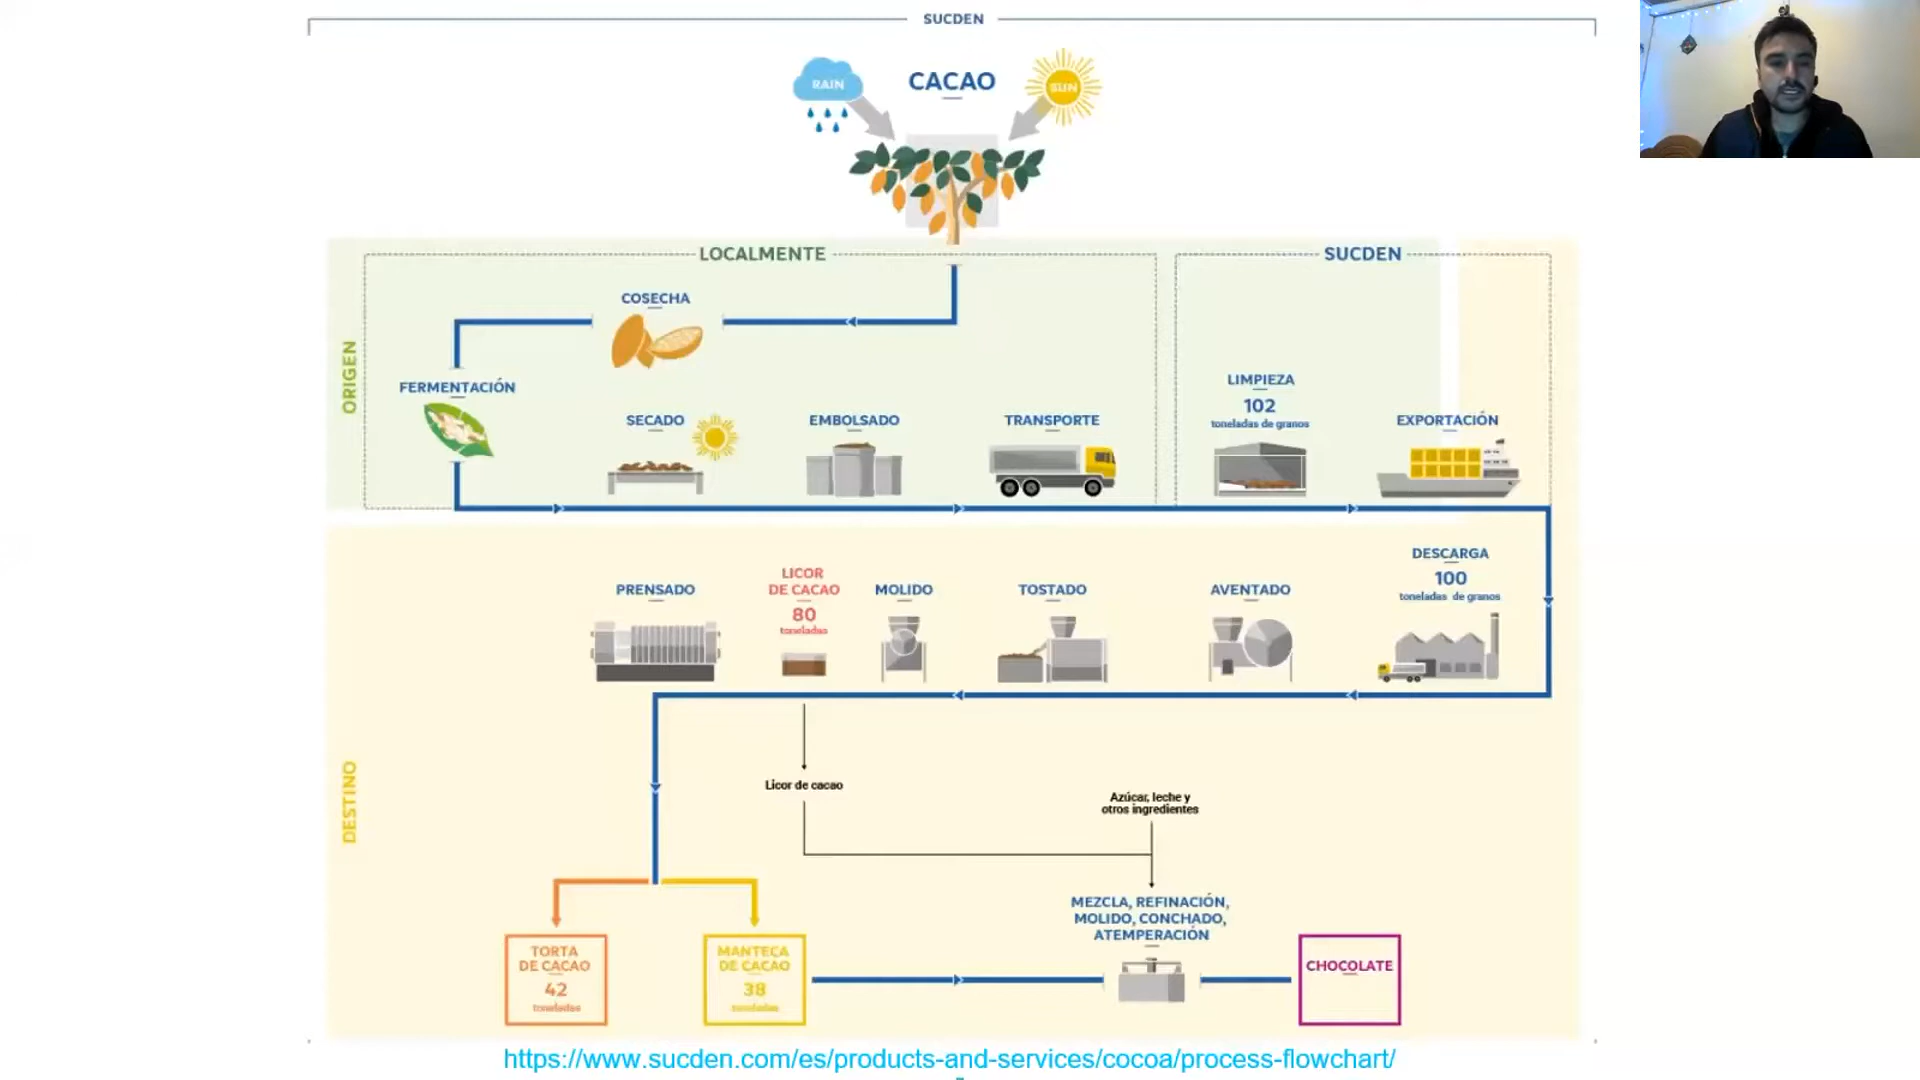 SUCDEN
RAIN
CACAO
SUN
LOCALMENTE
SUCDEN
ORIGEN
COSECHA
FERMENTACIÓN
SECADO
EMBOLSADO
TRANSPORTE
LIMPIEZA
102
toneladas de granos
EXPORTACIÓN
DESCARGA
100
toneladas de granos
AVENTADO
TOSTADO
MOLIDO
LICOR
DE CACAO
80
toneladas
PRENSADO
DESTINO
Licor de cacao
Azúcar, leche y
otros ingredientes
MEZCLA, REFINACIÓN,
MOLIDO, CONCHADO,
ATEMPERACIÓN
TORTA
DE CACAO
42
toneladas
MANTECA
DE CACAO
38
toneladas
CHOCOLATE
https://www.sucden.com/es/products-and-services/cocoa/process-flowchart/